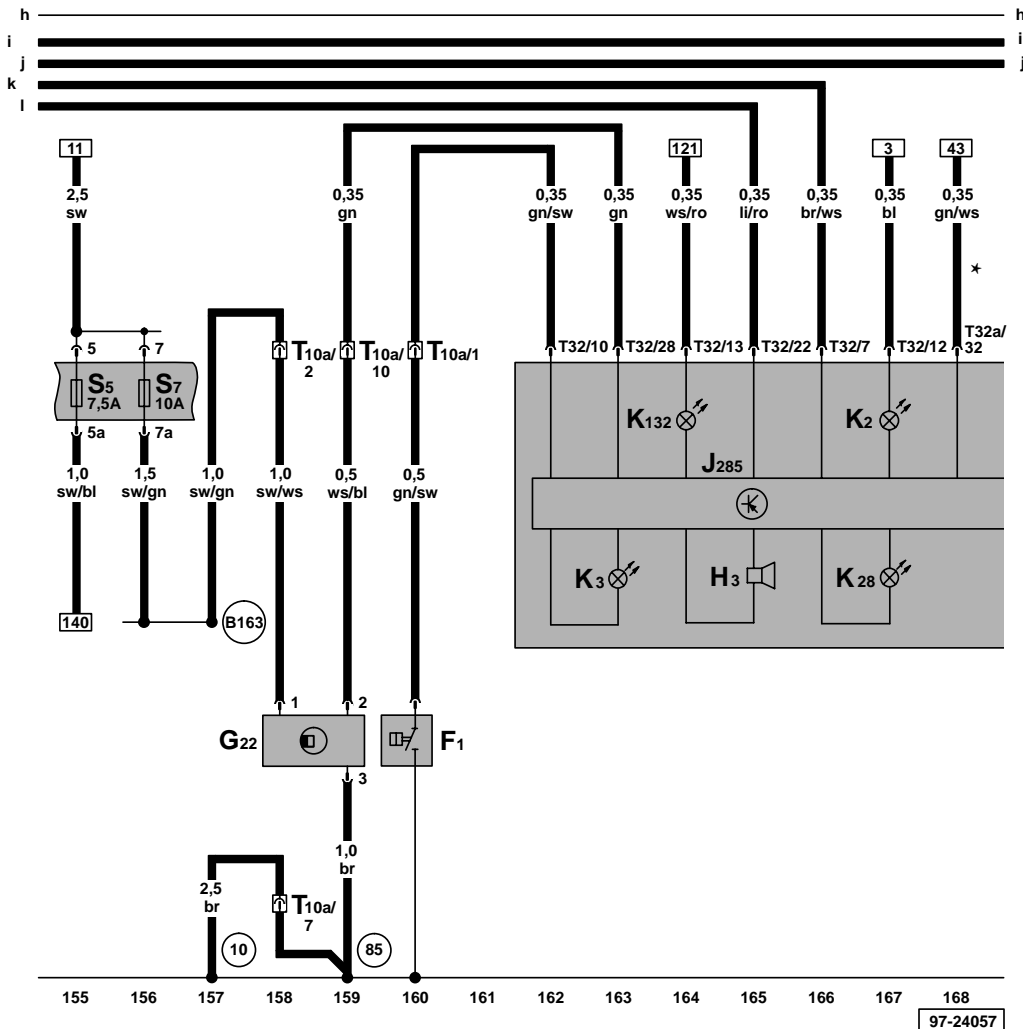 h h
i i
j j
k
l
11 121 3 43
2,5 0,35 0,35 0,35 0,35 0,35 0,35 0,35 0,35
sw gn gn/sw gn ws/ro li/ro br/ws bl gn/ws
*
5 7 T10a/ T10a/ T10a/1 T32/10 T32/28 T32/13 T32/22 T32/7 T32/12 T32a/
2 10 32
S5 S7
7,5A 10A
K132 K2
5a 7a
J285
1,0 1,5 1,0 1,0 0,5 0,5
sw/bl sw/gn sw/gn sw/ws ws/bl gn/sw
K3 H3 K28
140 B163
1 2
G22 F1
3
1,0
br
2,5
br
T10a/
7
10 85
155 156 157 158 159 160 161 162 163 164 165 166 167 168
97-24057